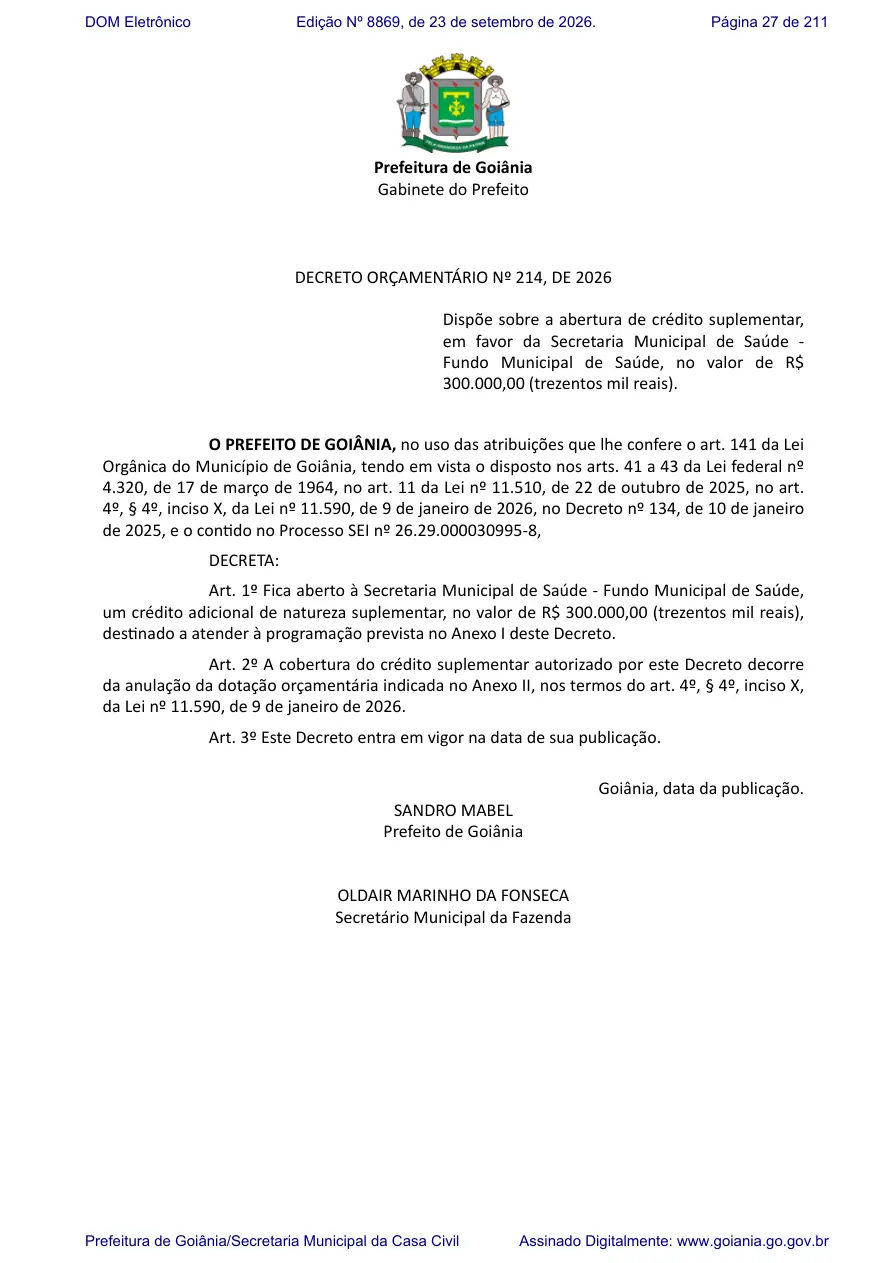 DOM Eletrônico Edição Nº 8869, de 23 de setembro de 2026. Página 27 de 211
PELA GRANDEZA DA PÁTRIA
Prefeitura de Goiânia
Gabinete do Prefeito
DECRETO ORÇAMENTÁRIO Nº 214, DE 2026
Dispõe sobre a abertura de crédito suplementar,
em favor da Secretaria Municipal de Saúde -
Fundo Municipal de Saúde, no valor de R$
300.000,00 (trezentos mil reais).
O PREFEITO DE GOIÂNIA, no uso das atribuições que lhe confere o art. 141 da Lei
Orgânica do Município de Goiânia, tendo em vista o disposto nos arts. 41 a 43 da Lei federal nº
4.320, de 17 de março de 1964, no art. 11 da Lei nº 11.510, de 22 de outubro de 2025, no art.
4º, § 4º, inciso X, da Lei nº 11.590, de 9 de janeiro de 2026, no Decreto nº 134, de 10 de janeiro
de 2025, e o contido no Processo SEI nº 26.29.000030995-8,
DECRETA:
Art. 1º Fica aberto à Secretaria Municipal de Saúde - Fundo Municipal de Saúde,
um crédito adicional de natureza suplementar, no valor de R$ 300.000,00 (trezentos mil reais),
destinado a atender à programação prevista no Anexo I deste Decreto.
Art. 2º A cobertura do crédito suplementar autorizado por este Decreto decorre
da anulação da dotação orçamentária indicada no Anexo II, nos termos do art. 4º, § 4º, inciso X,
da Lei nº 11.590, de 9 de janeiro de 2026.
Art. 3º Este Decreto entra em vigor na data de sua publicação.
Goiânia, data da publicação.
SANDRO MABEL
Prefeito de Goiânia
OLDAIR MARINHO DA FONSECA
Secretário Municipal da Fazenda
Prefeitura de Goiânia/Secretaria Municipal da Casa Civil Assinado Digitalmente: www.goiania.go.gov.br